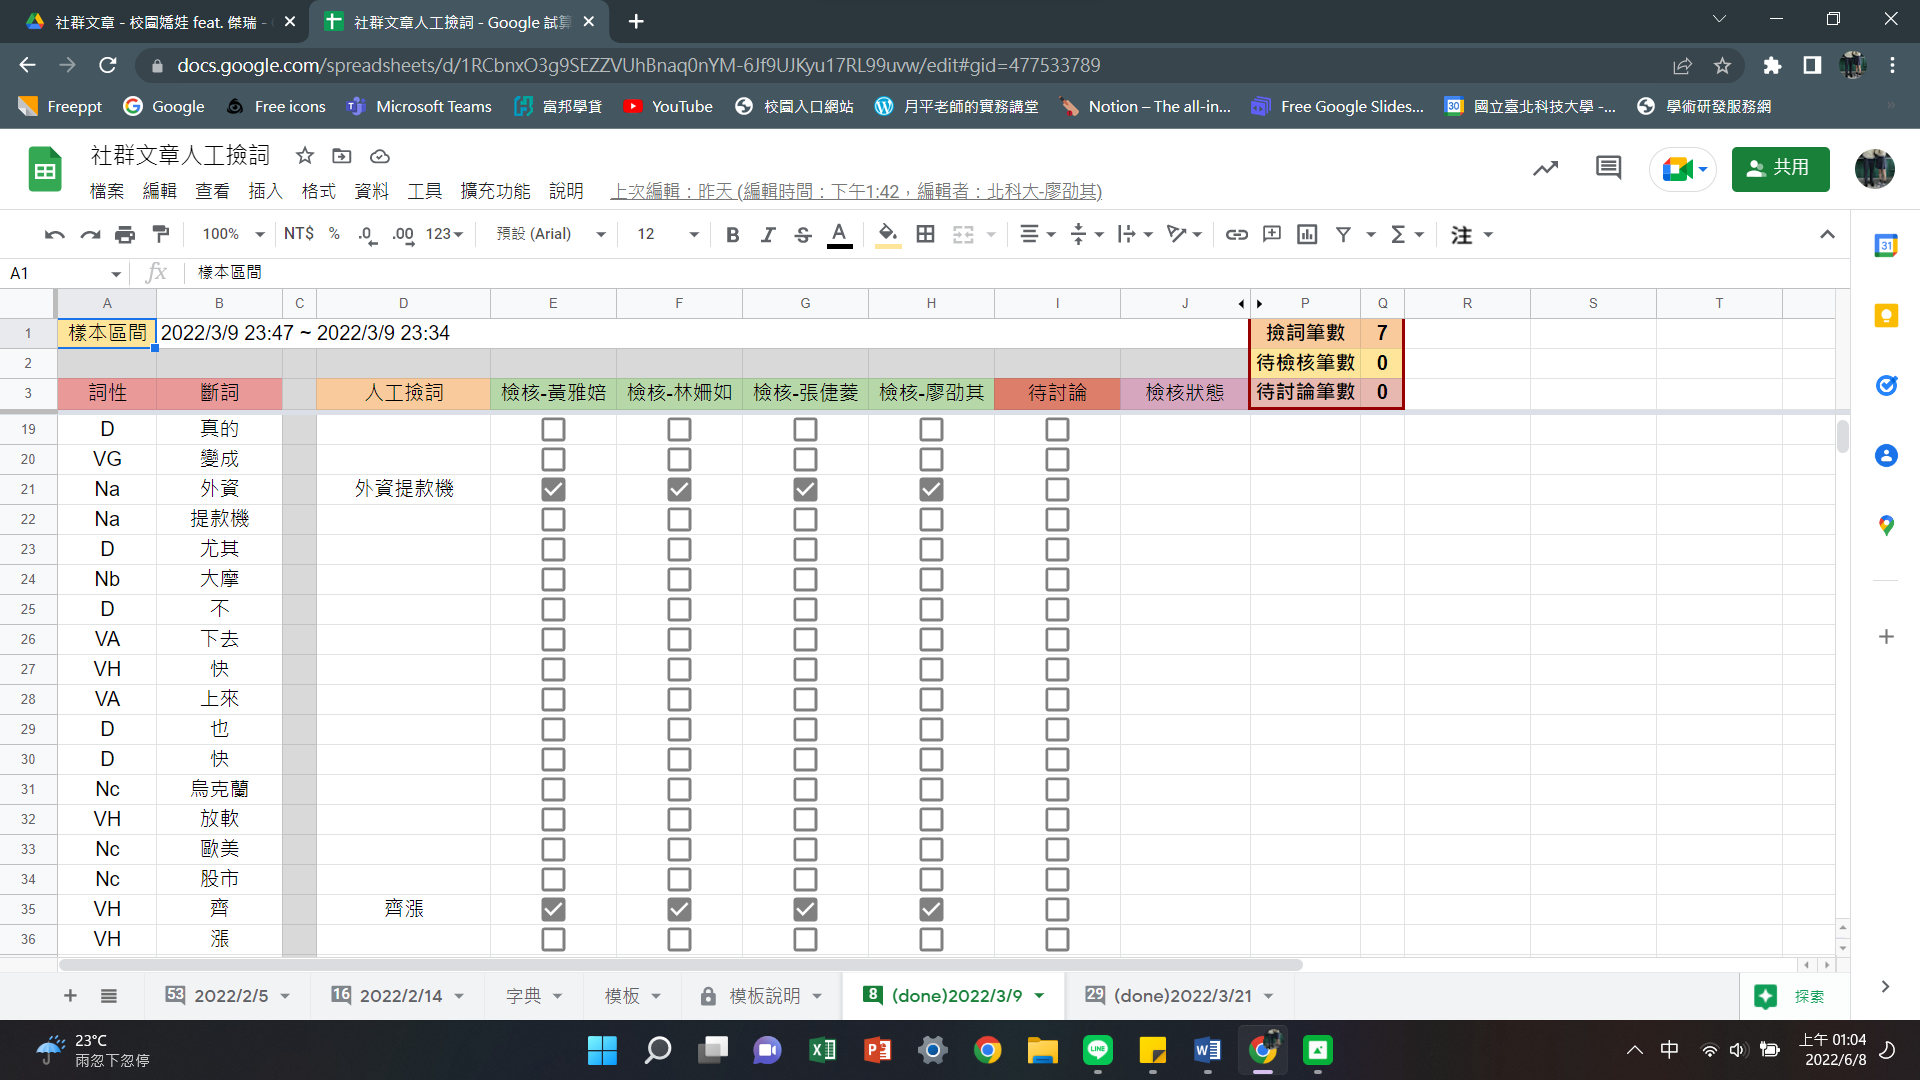 社群文章 - 校園嬌娃 feat. 傑瑞 -
社群文章人工撿詞 - Google 試算
docs.google.com/spreadsheets/d/1RCbnxO3g9SEZZVUhBnaq0nYM-6Jf9UJKyu17RL99uvw/edit#gid=477533789
Freeppt Google Free icons Microsoft Teams 富邦學貸 YouTube 校園入口網站 月平老師的實務講堂 Notion – The all-in... Free Google Slides... 30 國立臺北科技大學 -... 學術研發服務網
社群文章人工撿詞
共用
檔案 編輯 查看 插入 格式 資料 工具 擴充功能 說明 上次編輯：昨天 (編輯時間：下午1:42，編輯者：北科大-廖劭其)
100% NT$ % .0 .00 123 預設 (Arial) 12 B I S A Σ 注
31
A1 fx 樣本區間
A B C D E F G H I J P Q R S T
1 樣本區間 2022/3/9 23:47 ~ 2022/3/9 23:34 撿詞筆數 7
2 待檢核筆數 0
3 詞性 斷詞 人工撿詞 檢核-黃雅婄 檢核-林姍如 檢核-張倢菱 檢核-廖劭其 待討論 檢核狀態 待討論筆數 0
19 D 真的
20 VG 變成
21 Na 外資 外資提款機
22 Na 提款機
23 D 尤其
24 Nb 大摩
25 D 不
26 VA 下去
27 VH 快
28 VA 上來
29 D 也
30 D 快
31 Nc 烏克蘭
32 VH 放軟
33 Nc 歐美
34 Nc 股市
35 VH 齊 齊漲
36 VH 漲
53 2022/2/5 16 2022/2/14 字典 模板 模板說明 8 (done)2022/3/9 29 (done)2022/3/21 探索
23°C
雨忽下忽停
LINE
中
上午 01:04
2022/6/8